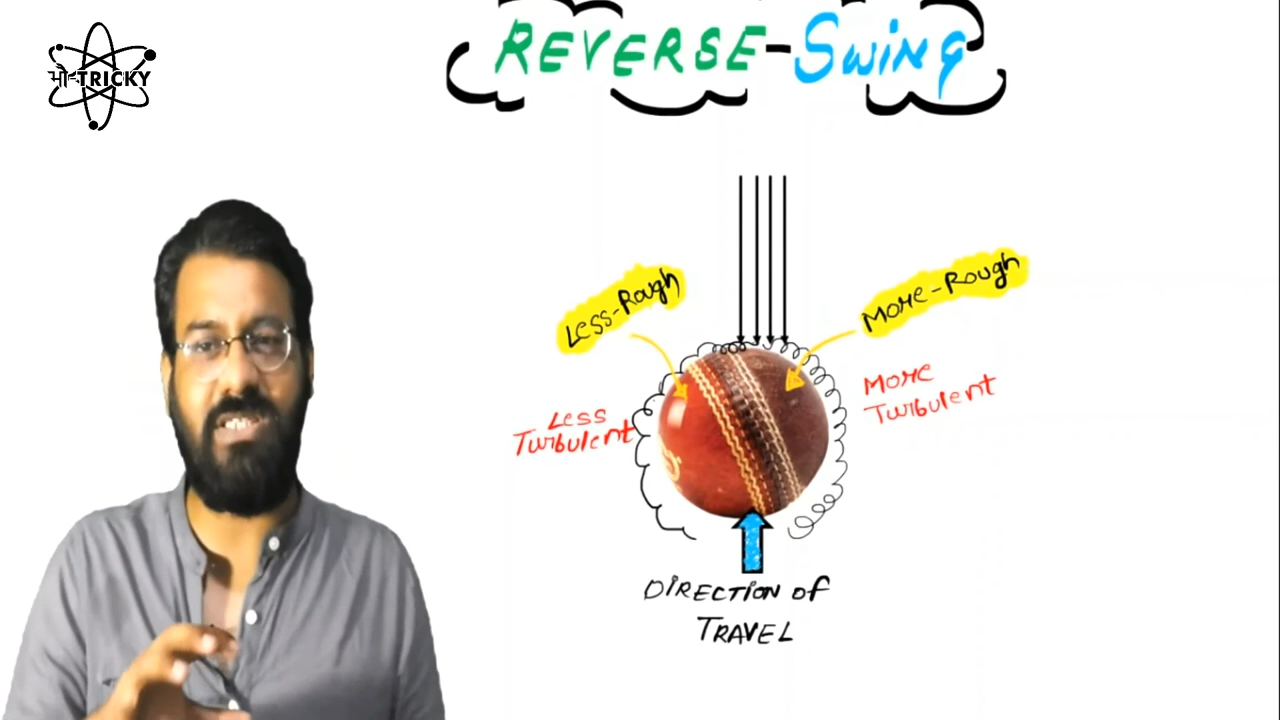 भौ-TRICKY
REVERSE-SWING
Less-Rough
More-Rough
Less
Turbulent
More
Turbulent
DIRECTION of
TRAVEL